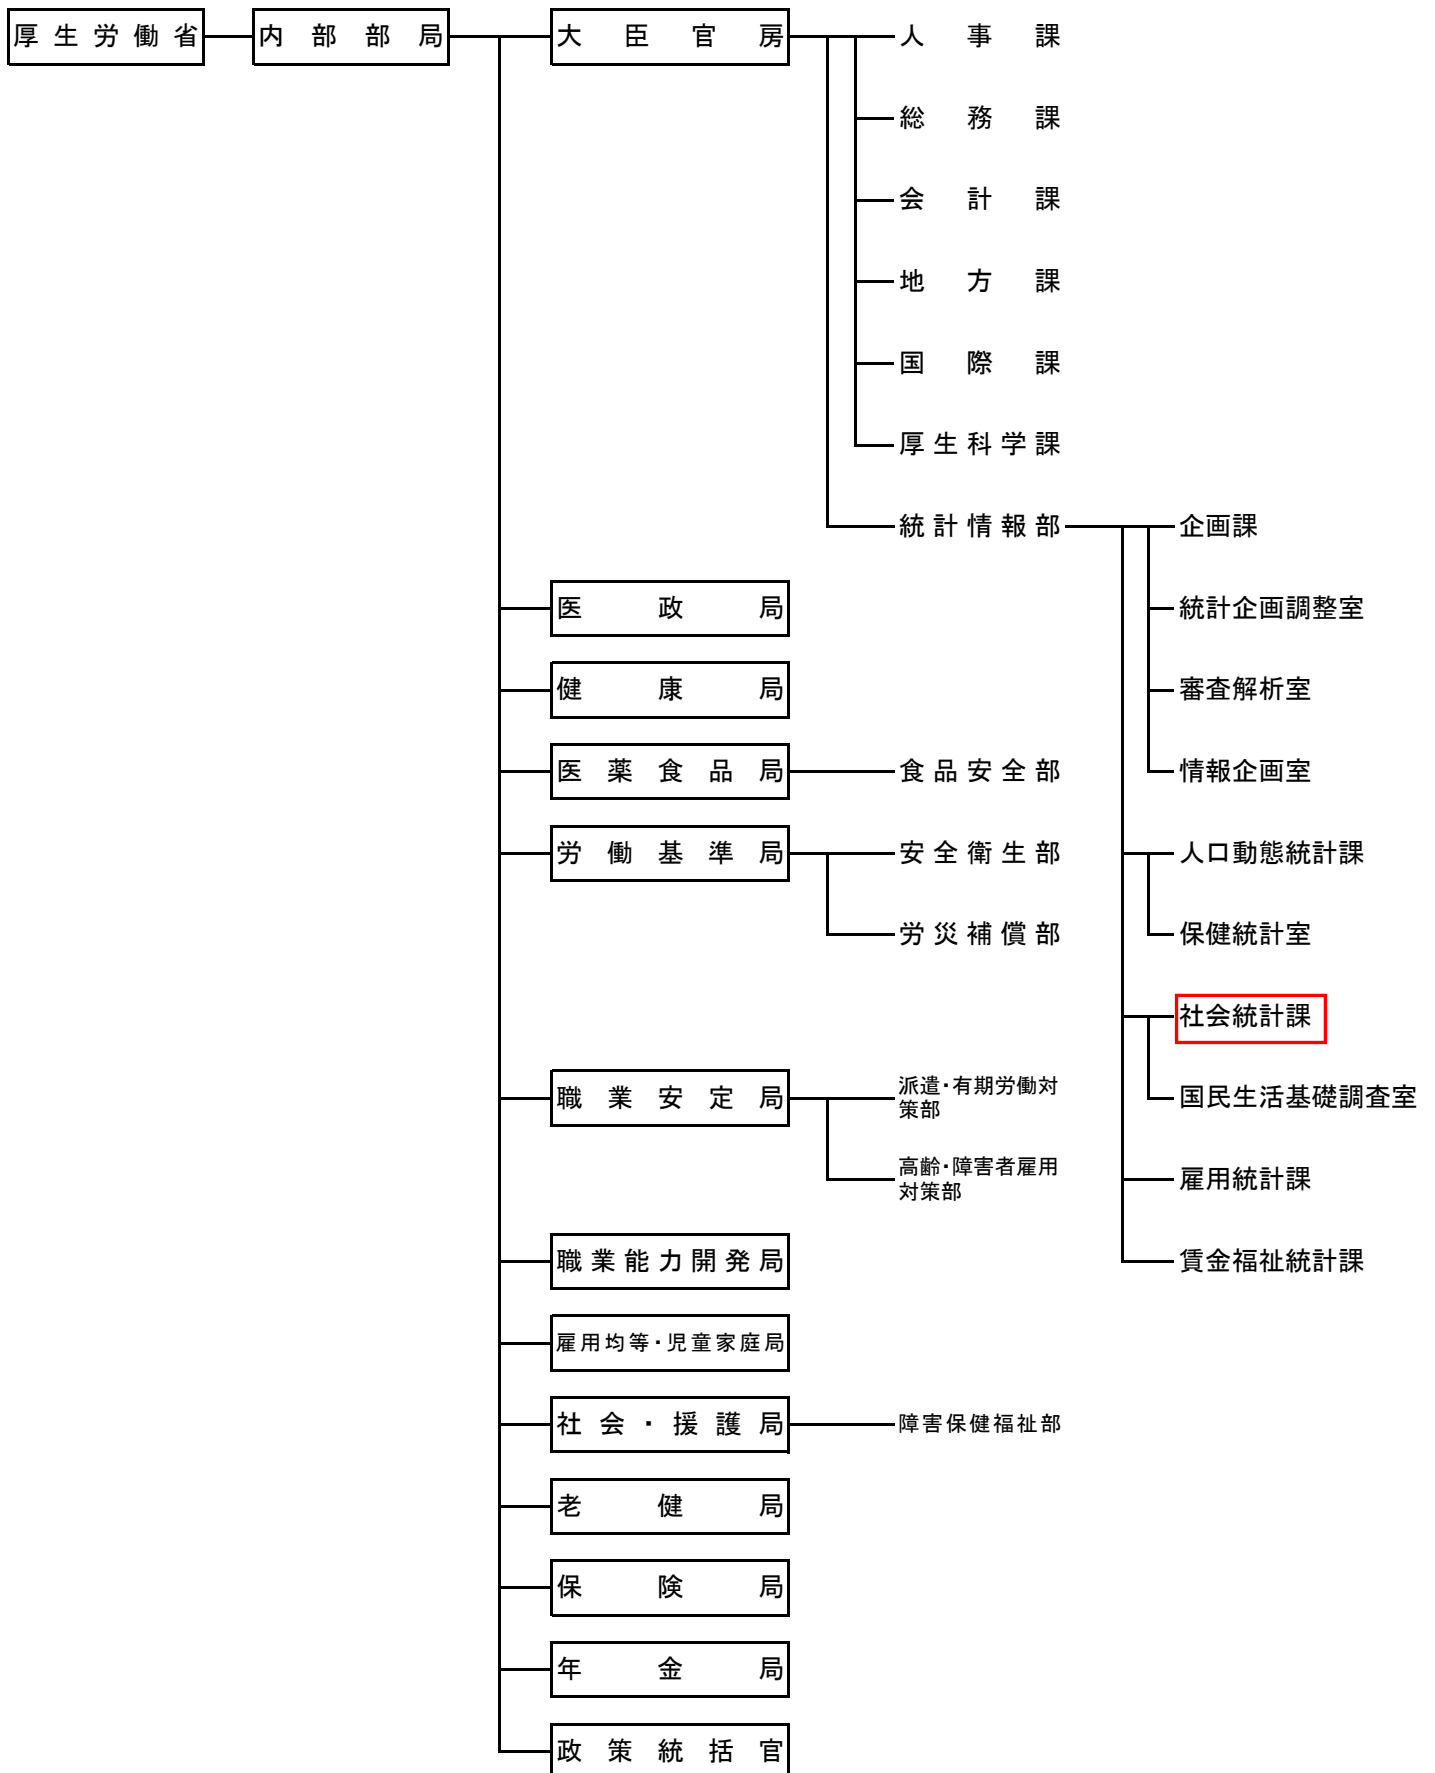 厚生労働省
内部部局
大臣官房
人事課
総務課
会計課
地方課
国際課
厚生科学課
統計情報部
企画課
医政局
統計企画調整室
健康局
審査解析室
医薬食品局
食品安全部
情報企画室
労働基準局
安全衛生部
人口動態統計課
労災補償部
保健統計室
社会統計課
職業安定局
派遣・有期労働対
策部
国民生活基礎調査室
高齢・障害者雇用
対策部
雇用統計課
職業能力開発局
賃金福祉統計課
雇用均等・児童家庭局
社会・援護局
障害保健福祉部
老健局
保険局
年金局
政策統括官